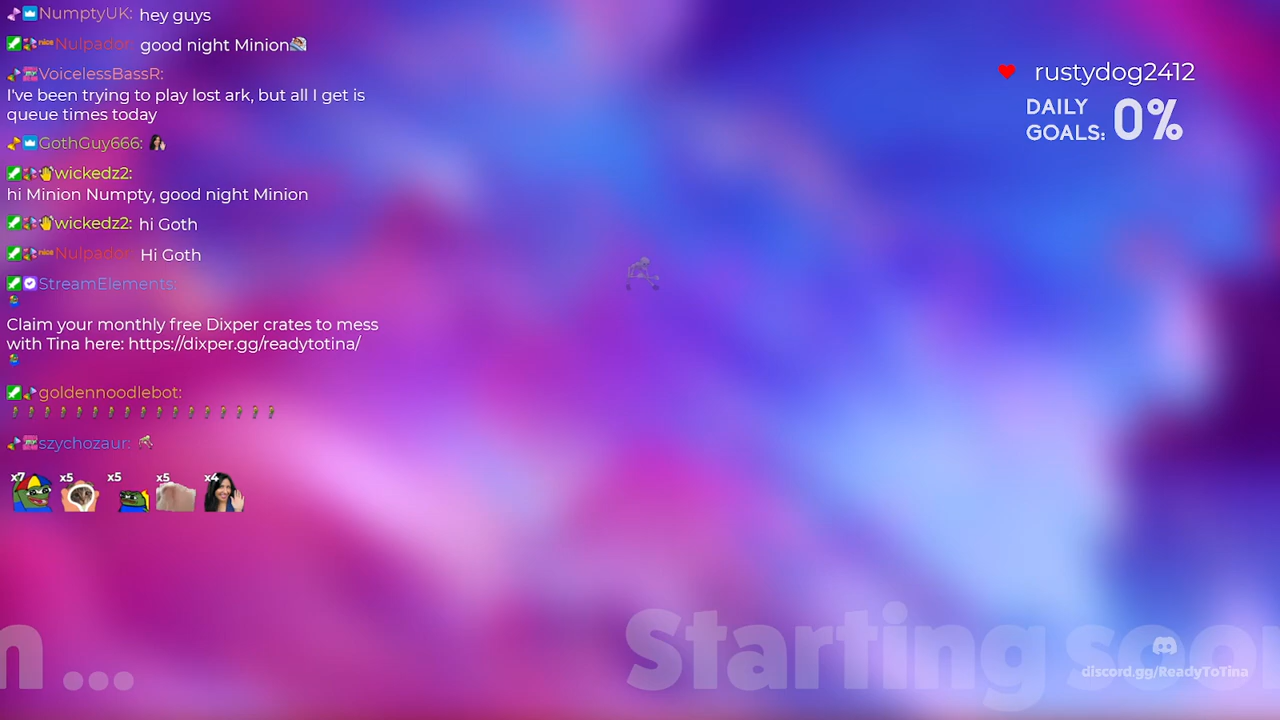 NumptyUK: hey guys
nice Nulpador: good night Minion
VoicelessBassR:
I've been trying to play lost ark, but all I get is
queue times today
GothGuy666:
wickedz2:
hi Minion Numpty, good night Minion
wickedz2: hi Goth
nice Nulpador: Hi Goth
StreamElements:
Claim your monthly free Dixper crates to mess
with Tina here: https://dixper.gg/readytotina/
goldennoodlebot:
szychozaur:
x7 x5 x5 x5 x4
rustydog2412
DAILY
GOALS: 0%
n ... Starting soon
discord.gg/ReadyToTina